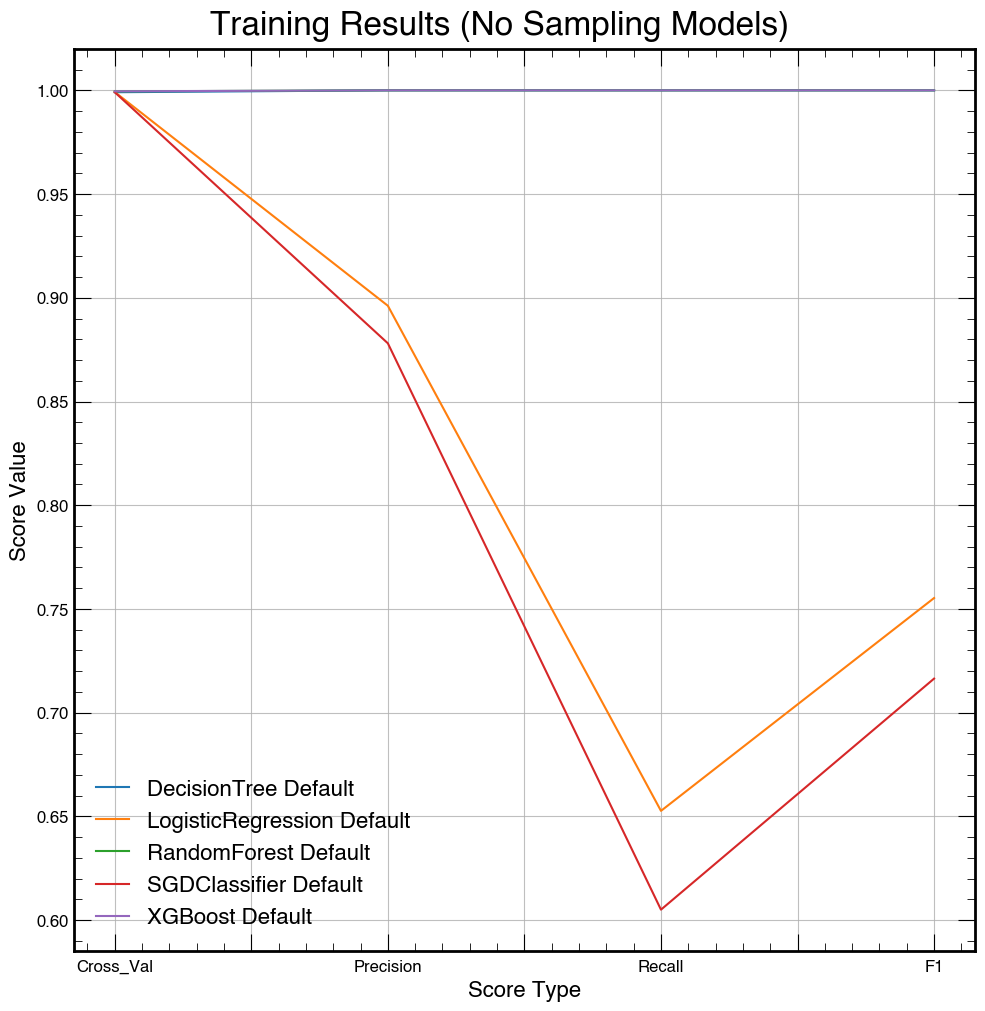 Training Results (No Sampling Models)
1.00
0.95
0.90
0.85
0.80
0.75
0.70
0.65
0.60
Score Value
DecisionTree Default
LogisticRegression Default
RandomForest Default
SGDClassifier Default
XGBoost Default
Cross_Val Precision Recall F1
Score Type